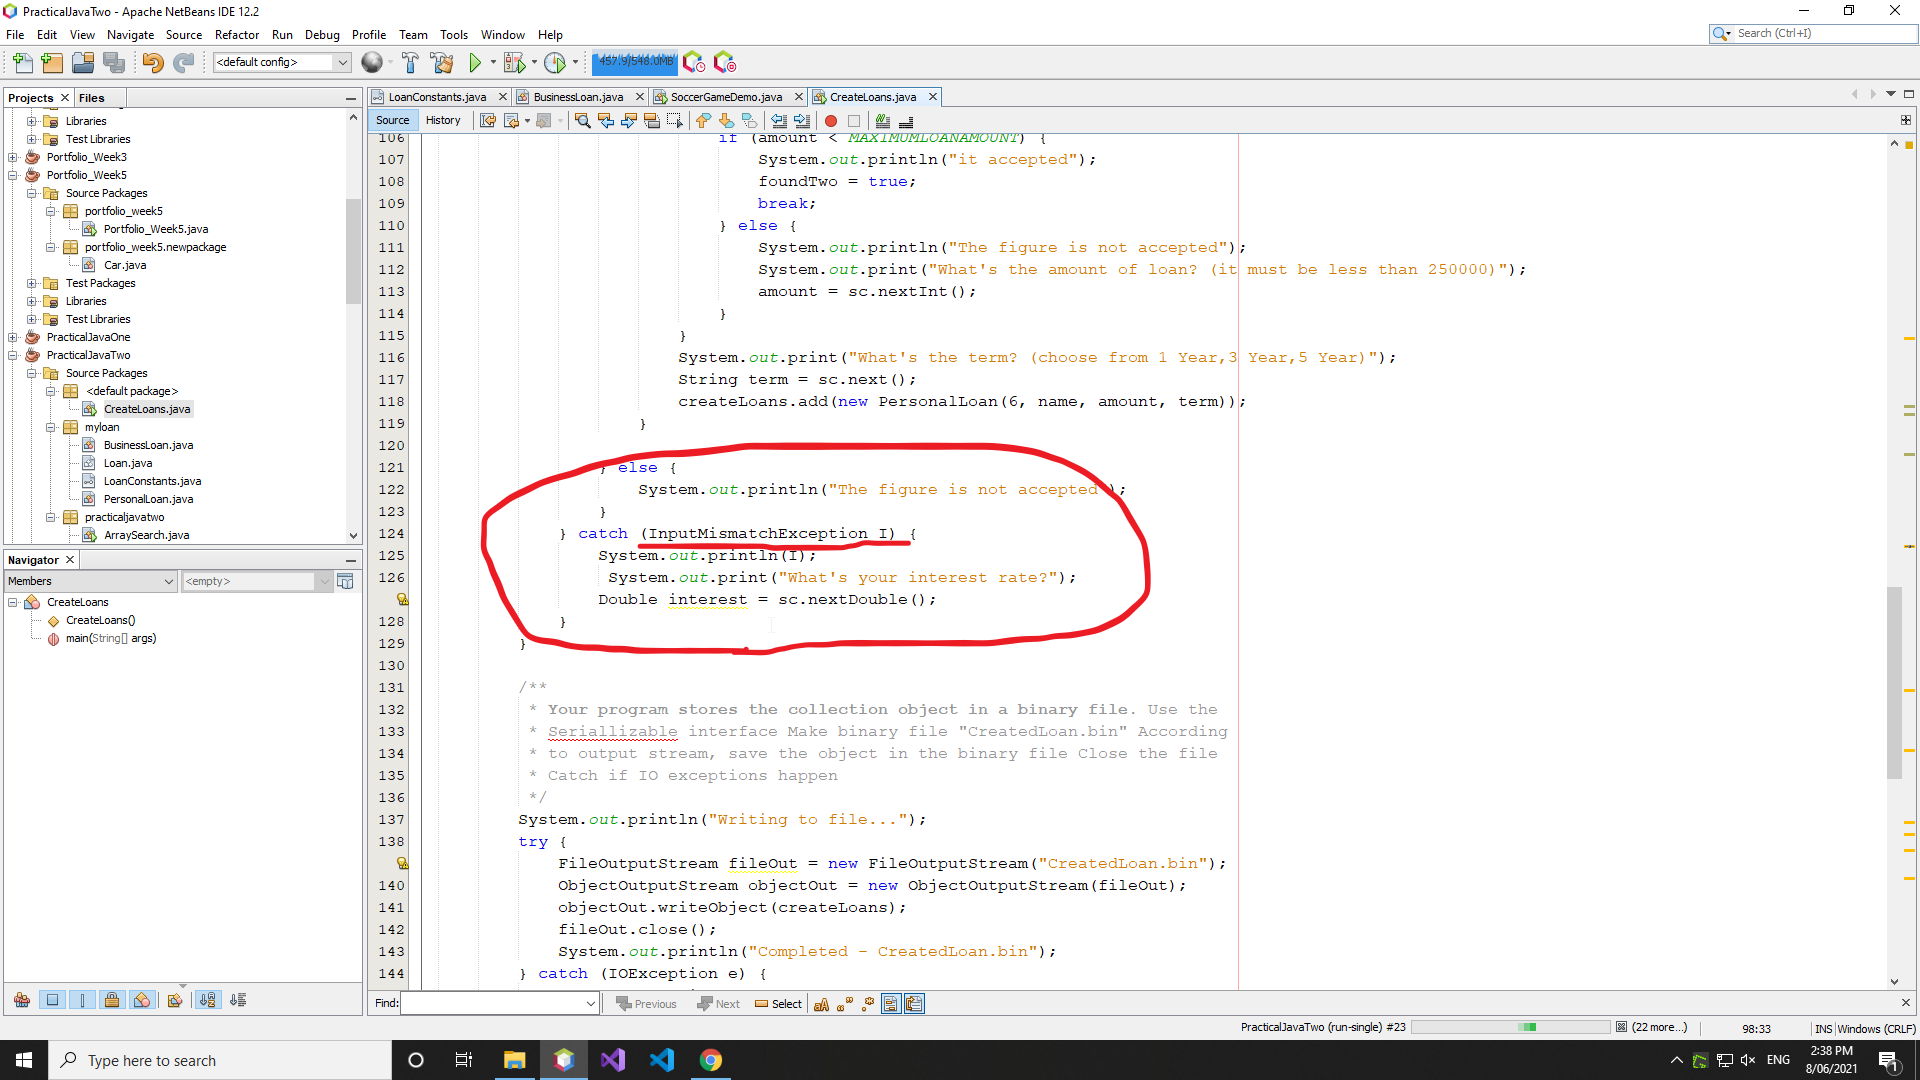 PracticalJavaTwo - Apache NetBeans IDE 12.2
File Edit View Navigate Source Refactor Run Debug Profile Team Tools Window Help
Search (Ctrl+I)
<default config>
457.9/548.0MB
Projects Files
LoanConstants.java BusinessLoan.java SoccerGameDemo.java CreateLoans.java
Source History
Libraries
Test Libraries
Portfolio_Week3
Portfolio_Week5
Source Packages
portfolio_week5
Portfolio_Week5.java
portfolio_week5.newpackage
Car.java
Test Packages
Libraries
Test Libraries
PracticalJavaOne
PracticalJavaTwo
Source Packages
<default package>
CreateLoans.java
myloan
BusinessLoan.java
Loan.java
LoanConstants.java
PersonalLoan.java
practicaljavatwo
ArraySearch.java
Navigator
Members <empty>
CreateLoans
CreateLoans()
main(String[] args)
106 if (amount < MAXIMUMLOANAMOUNT) {
107 System.out.println("it accepted");
108 foundTwo = true;
109 break;
110 } else {
111 System.out.println("The figure is not accepted");
112 System.out.print("What's the amount of loan? (it must be less than 250000)");
113 amount = sc.nextInt();
114 }
115 }
116 System.out.print("What's the term? (choose from 1 Year,3 Year,5 Year)");
117 String term = sc.next();
118 createLoans.add(new PersonalLoan(6, name, amount, term));
119 }
120
121 } else {
122 System.out.println("The figure is not accepted");
123 }
124 } catch (InputMismatchException I) {
125 System.out.println(I);
126 System.out.print("What's your interest rate?");
Double interest = sc.nextDouble();
128 }
129 }
130
131 /**
132 * Your program stores the collection object in a binary file. Use the
133 * Seriallizable interface Make binary file "CreatedLoan.bin" According
134 * to output stream, save the object in the binary file Close the file
135 * Catch if IO exceptions happen
136 */
137 System.out.println("Writing to file...");
138 try {
FileOutputStream fileOut = new FileOutputStream("CreatedLoan.bin");
140 ObjectOutputStream objectOut = new ObjectOutputStream(fileOut);
141 objectOut.writeObject(createLoans);
142 fileOut.close();
143 System.out.println("Completed - CreatedLoan.bin");
144 } catch (IOException e) {
Find: Previous Next Select
PracticalJavaTwo (run-single) #23 (22 more...) 98:33 INS Windows (CRLF)
Type here to search
ENG
2:38 PM
8/06/2021
1